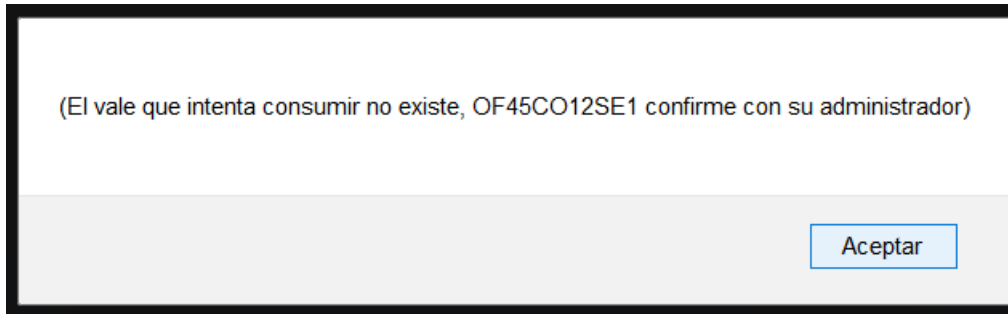 (El vale que intenta consumir no existe, OF45CO12SE1 confirme con su administrador)
Aceptar